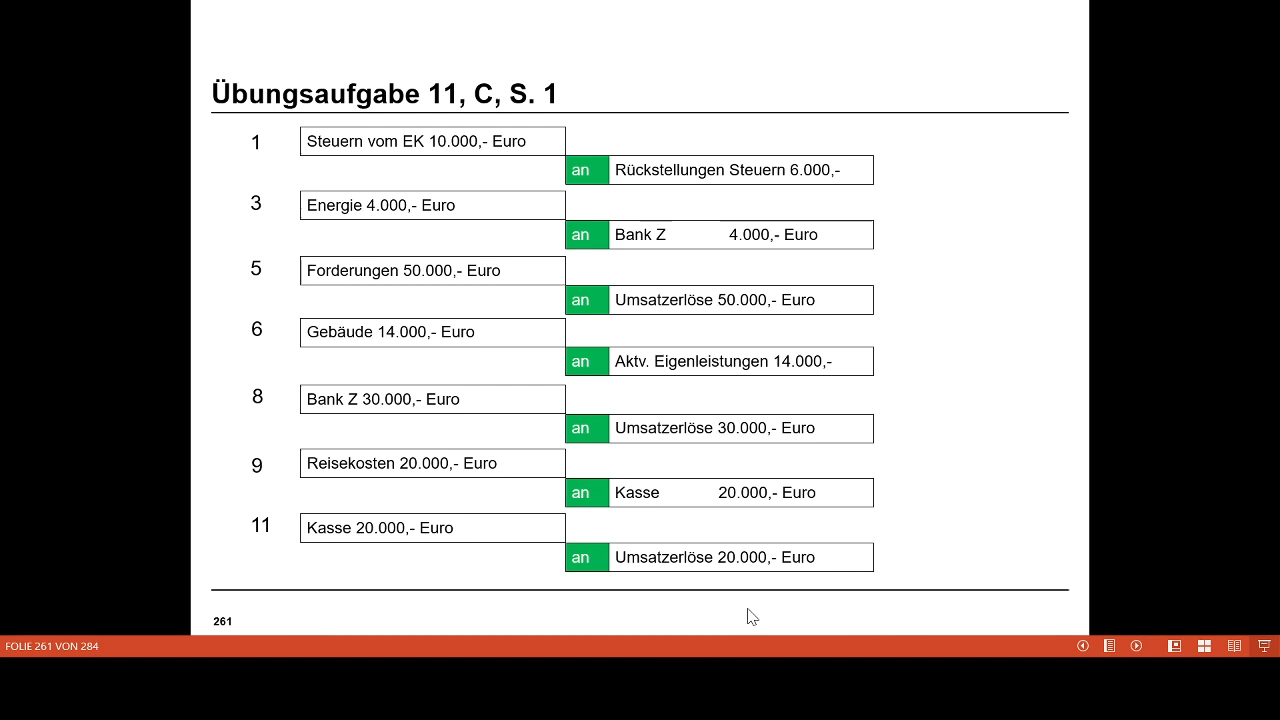 Übungsaufgabe 11, C, S. 1
1 Steuern vom EK 10.000,- Euro
an Rückstellungen Steuern 6.000,-
3 Energie 4.000,- Euro
an Bank Z 4.000,- Euro
5 Forderungen 50.000,- Euro
an Umsatzerlöse 50.000,- Euro
6 Gebäude 14.000,- Euro
an Aktv. Eigenleistungen 14.000,-
8 Bank Z 30.000,- Euro
an Umsatzerlöse 30.000,- Euro
9 Reisekosten 20.000,- Euro
an Kasse 20.000,- Euro
11 Kasse 20.000,- Euro
an Umsatzerlöse 20.000,- Euro
261
FOLIE 261 VON 284